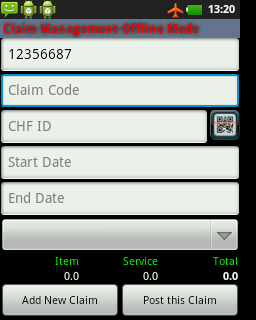 13:20
Claim Management-Offline Mode
12356687
Claim Code
CHF ID
Start Date
End Date
Item Service Total
0.0 0.0 0.0
Add New Claim Post this Claim